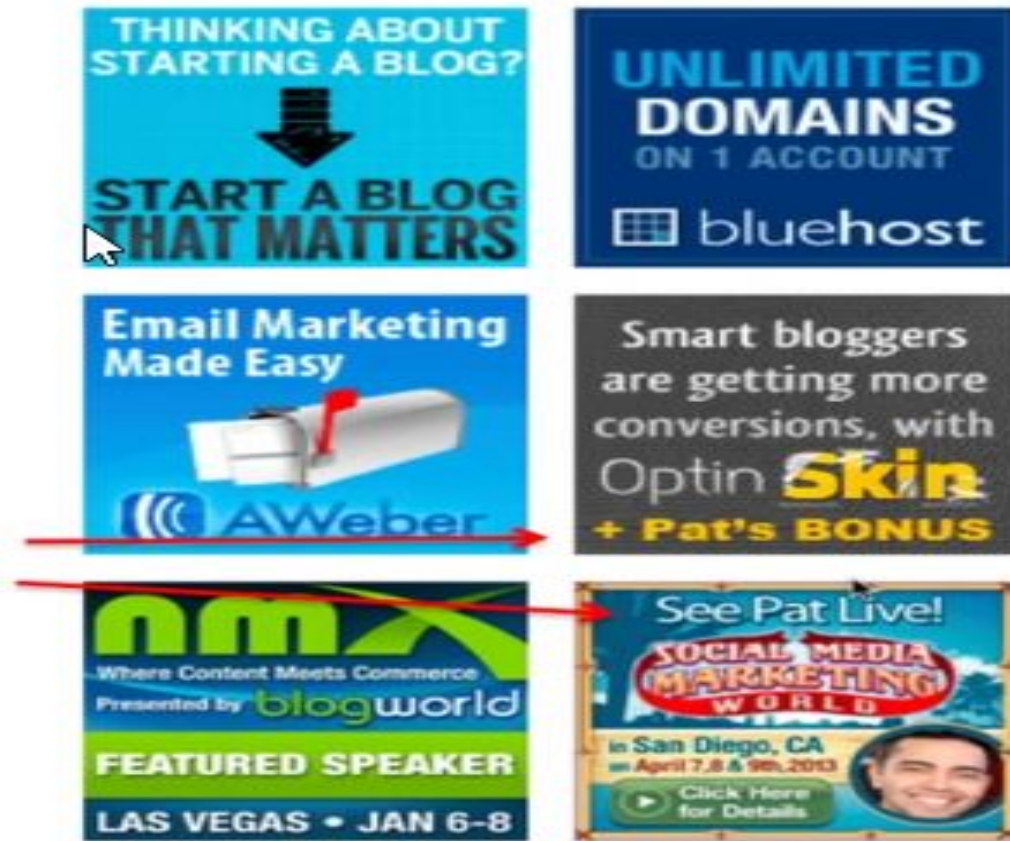 THINKING ABOUT
STARTING A BLOG?
START A BLOG
THAT MATTERS
UNLIMITED
DOMAINS
ON 1 ACCOUNT
bluehost
Email Marketing
Made Easy
AWeber
Smart bloggers
are getting more
conversions, with
Optin Skin
+ Pat's BONUS
nmx
Where Content Meets Commerce
Presented by blogworld
FEATURED SPEAKER
LAS VEGAS • JAN 6-8
See Pat Live!
SOCIAL MEDIA
MARKETING
WORLD
in San Diego, CA
on April 7,8 & 9th, 2013
Click Here
for Details